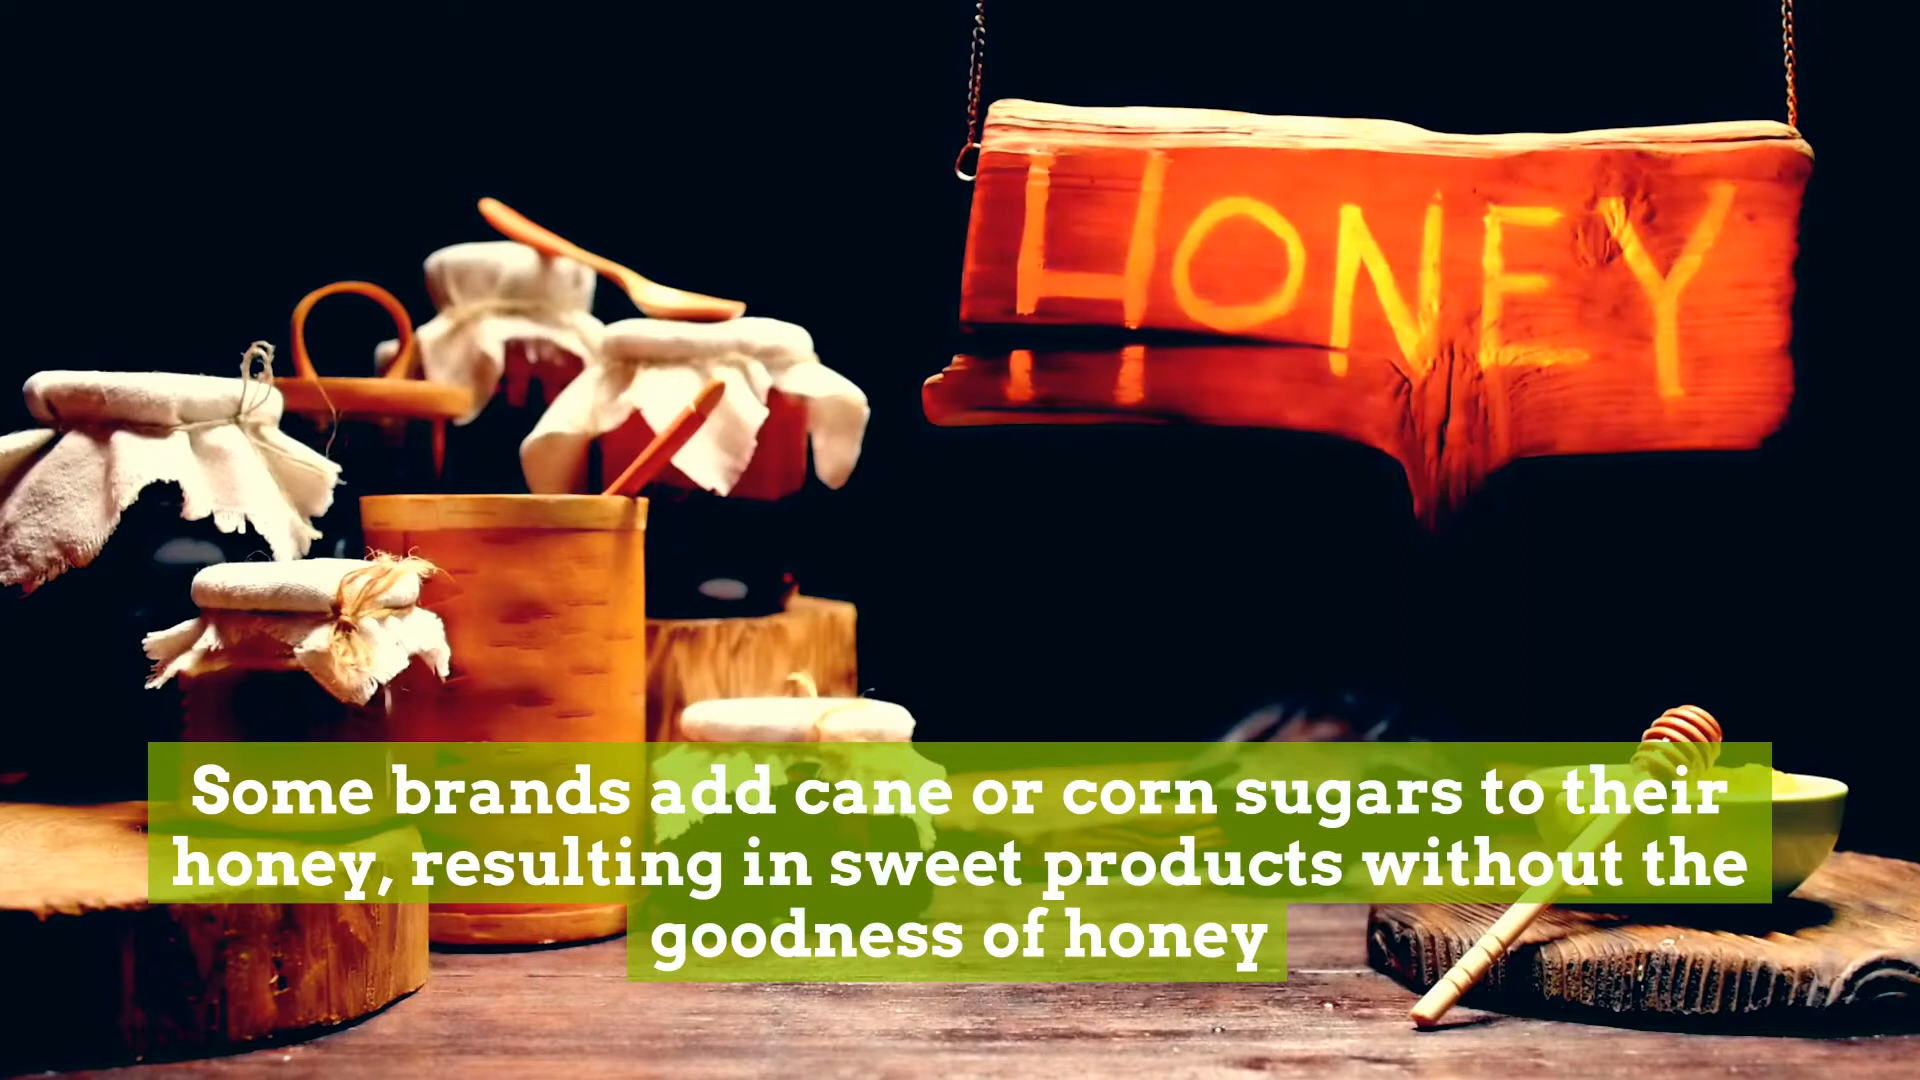 HONEY
Some brands add cane or corn sugars to their
honey, resulting in sweet products without the
goodness of honey